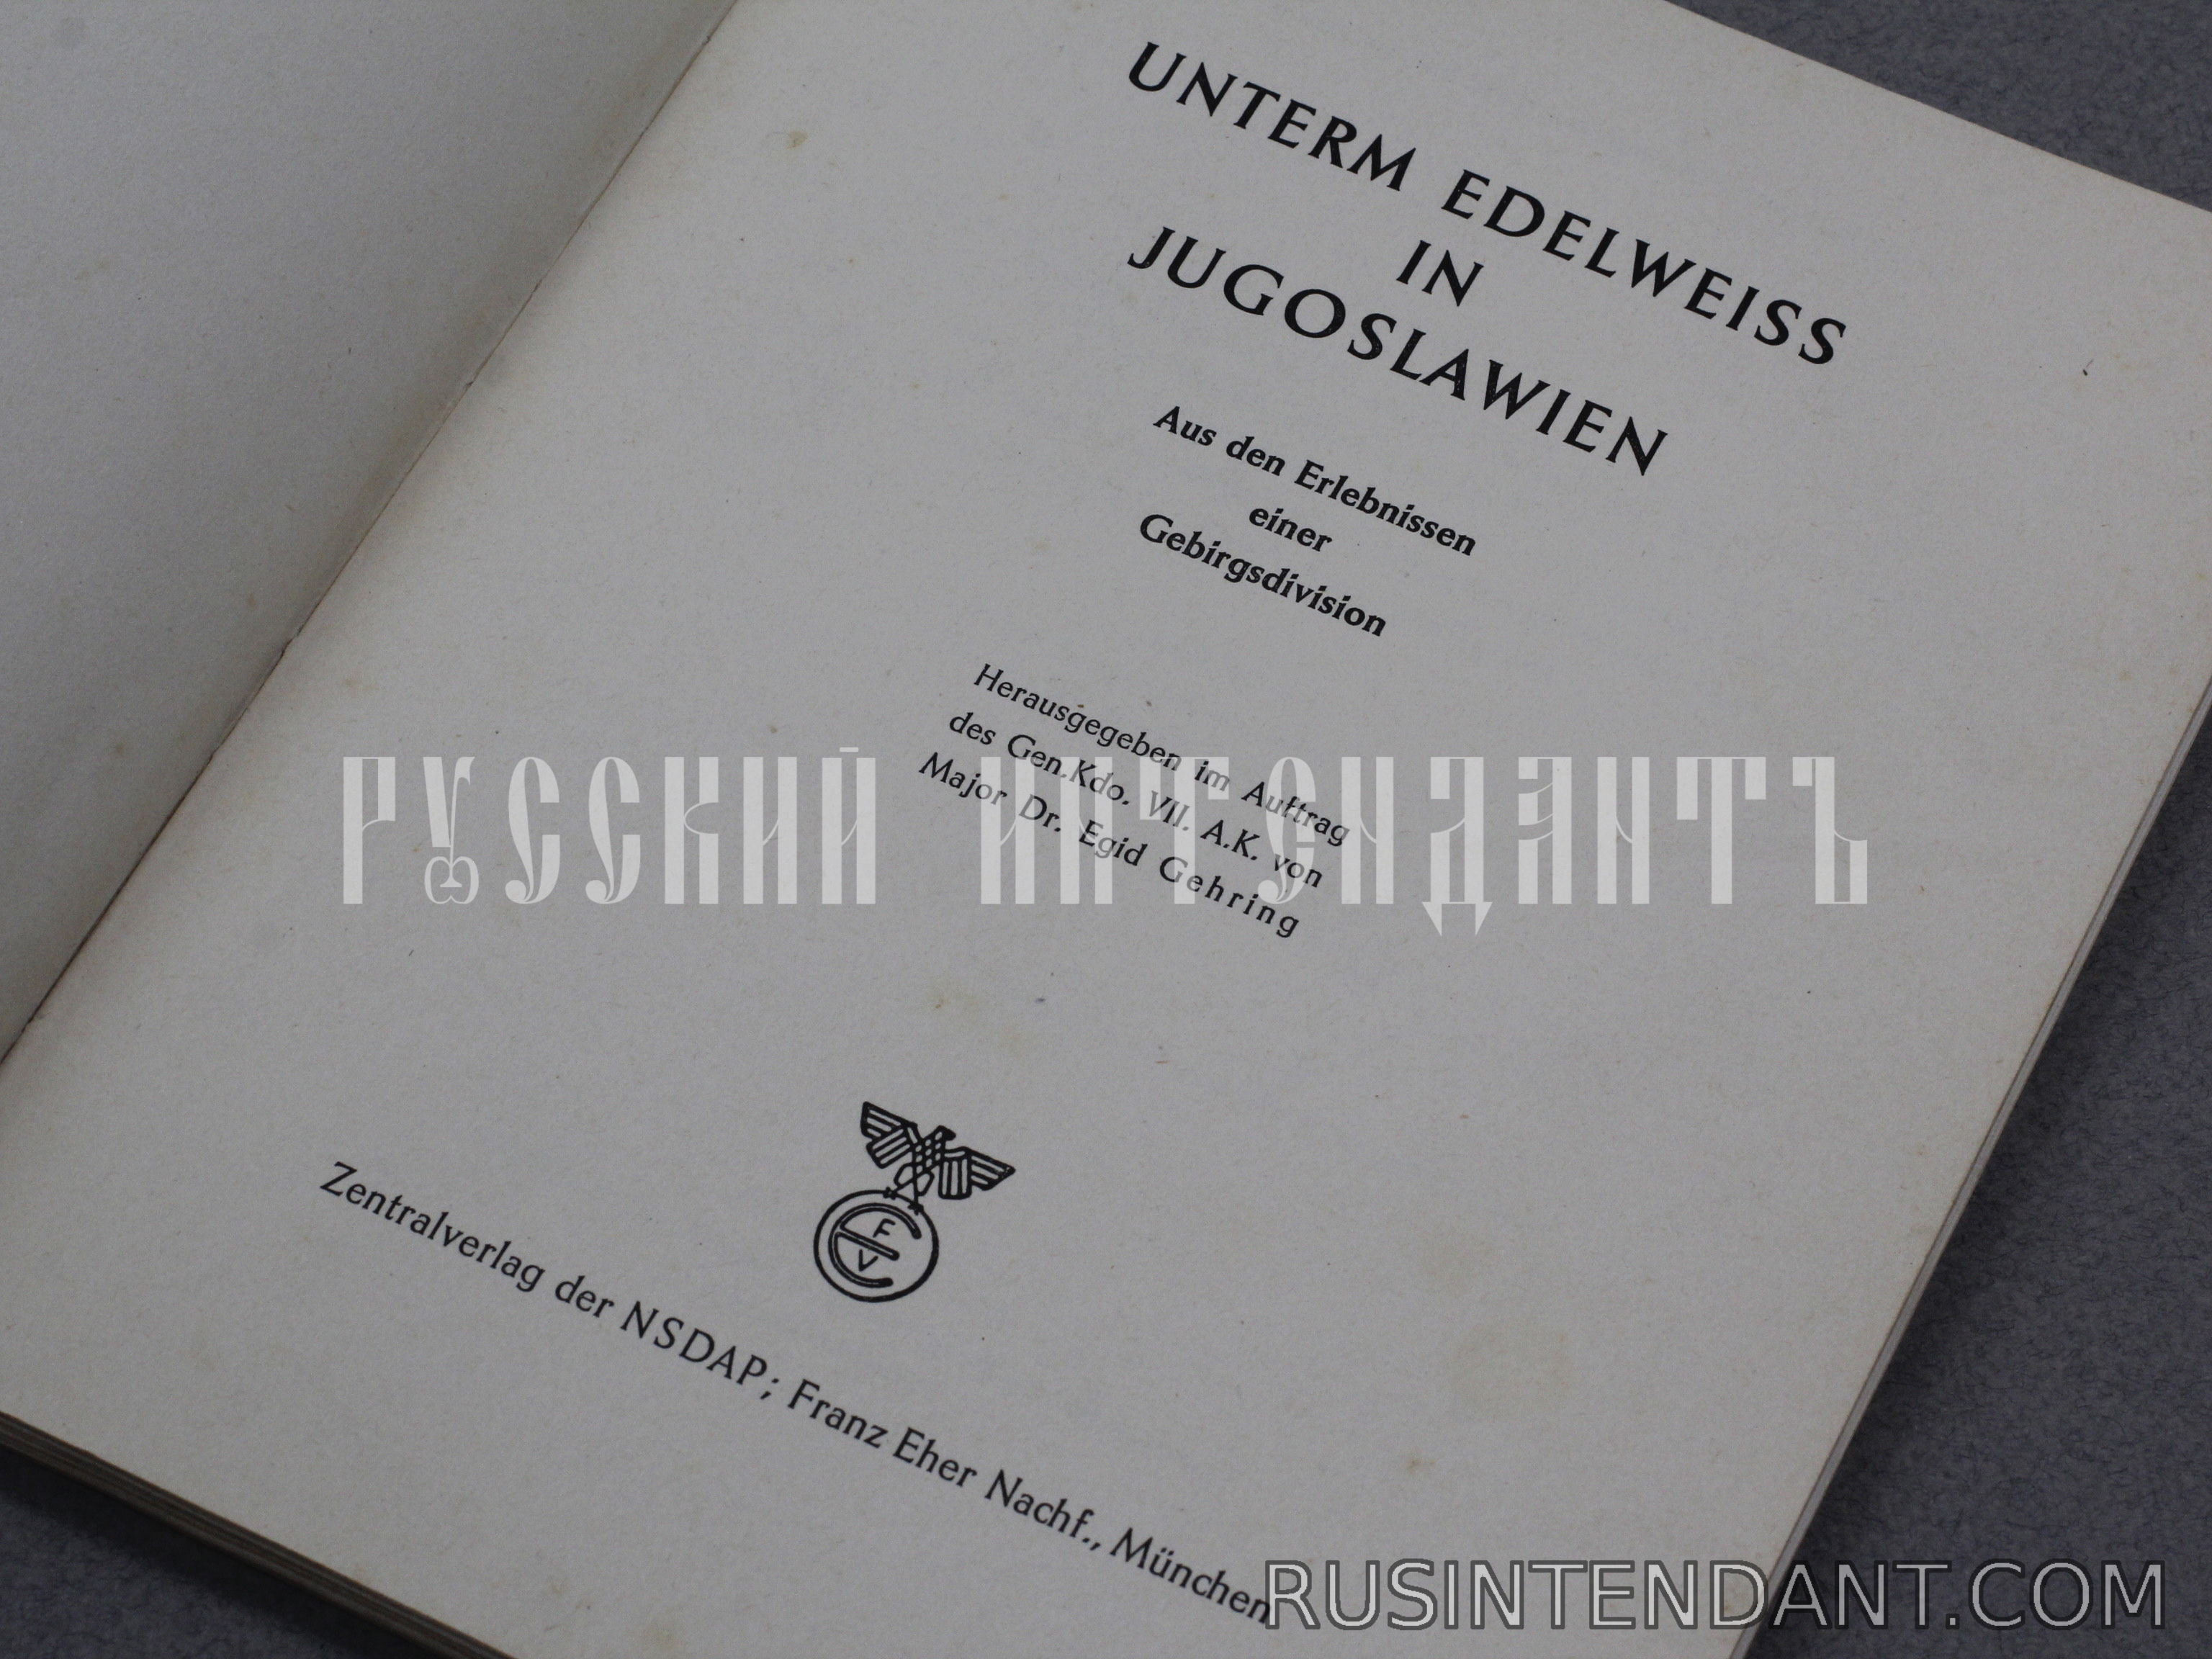 UNTERM EDELWEISS
IN
JUGOSLAWIEN
Aus den Erlebnissen
einer
Gebirgsdivision
Herausgegeben im Auftrag
des Gen.Kdo. VII. A.K. von
Major Dr. Egid Gehring
РУССКИЙ ИНТЕНДАНТЪ
F
E
V
Zentralverlag der NSDAP; Franz Eher Nachf., München
RUSINTENDANT.COM